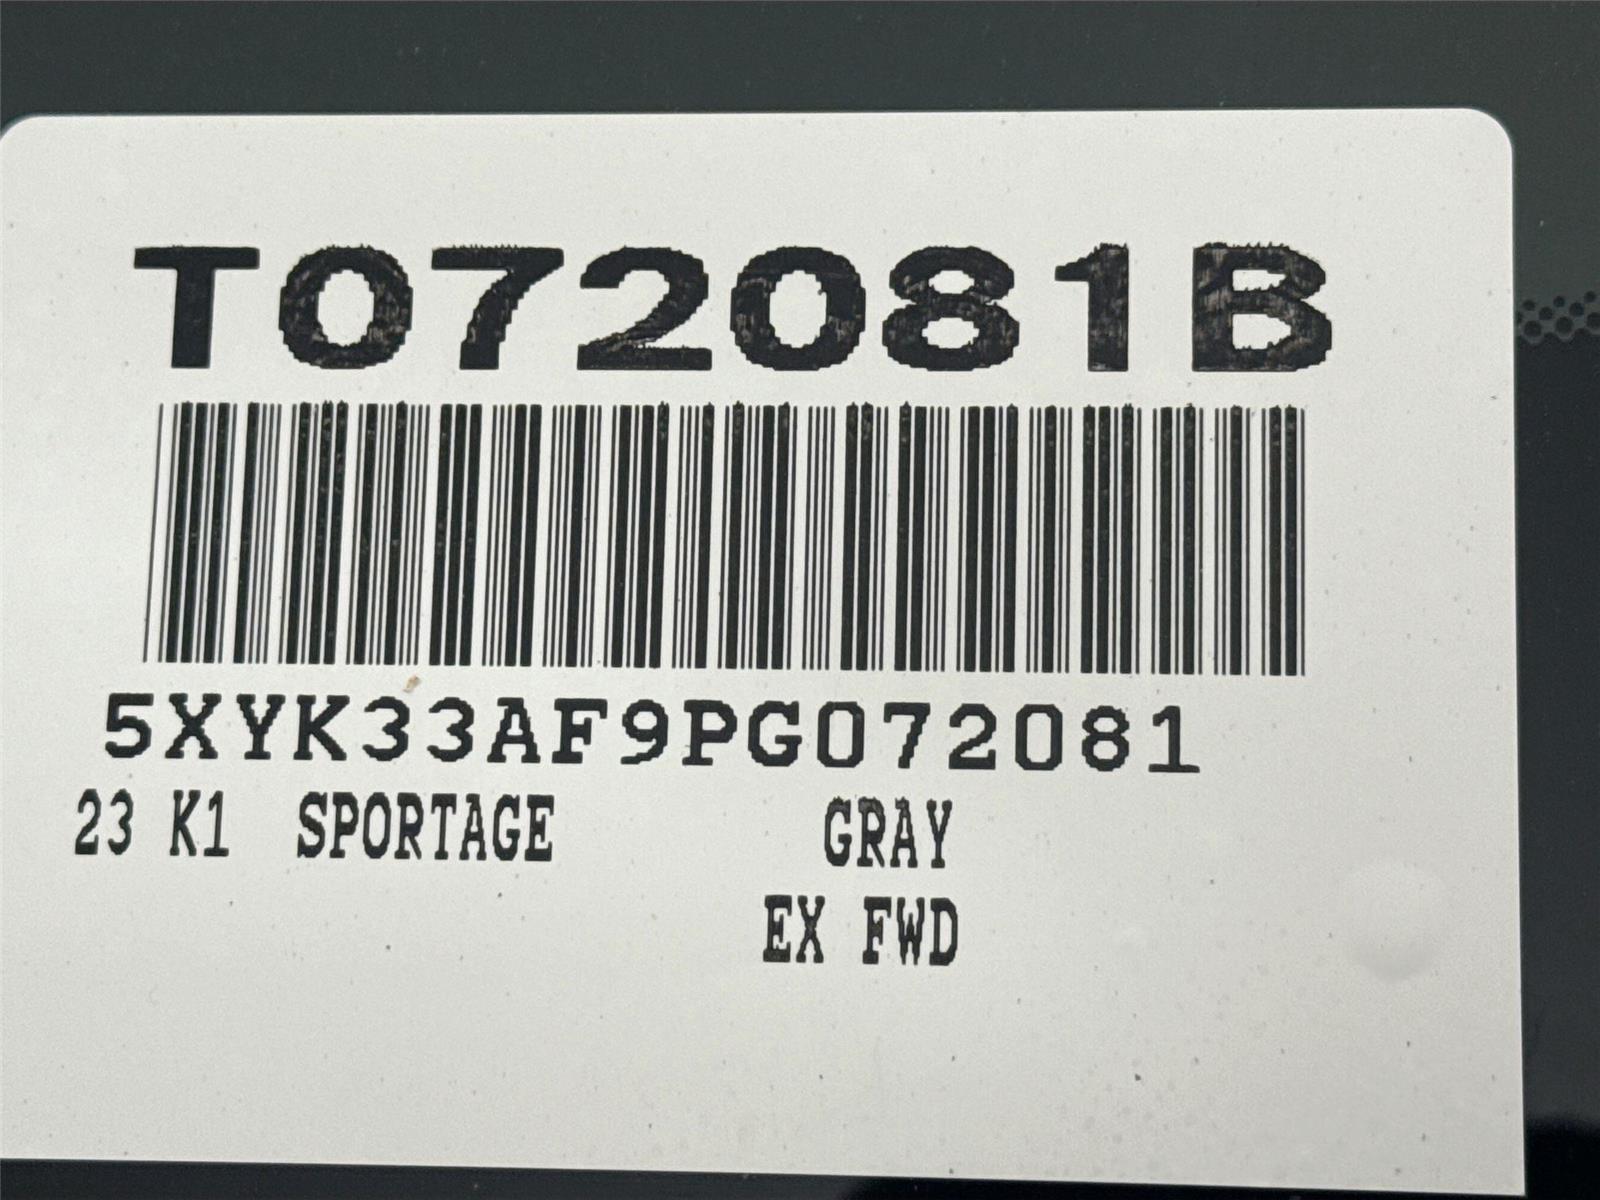 T072081B
5XYK33AF9PG072081
23 K1 SPORTAGE GRAY
EX FWD